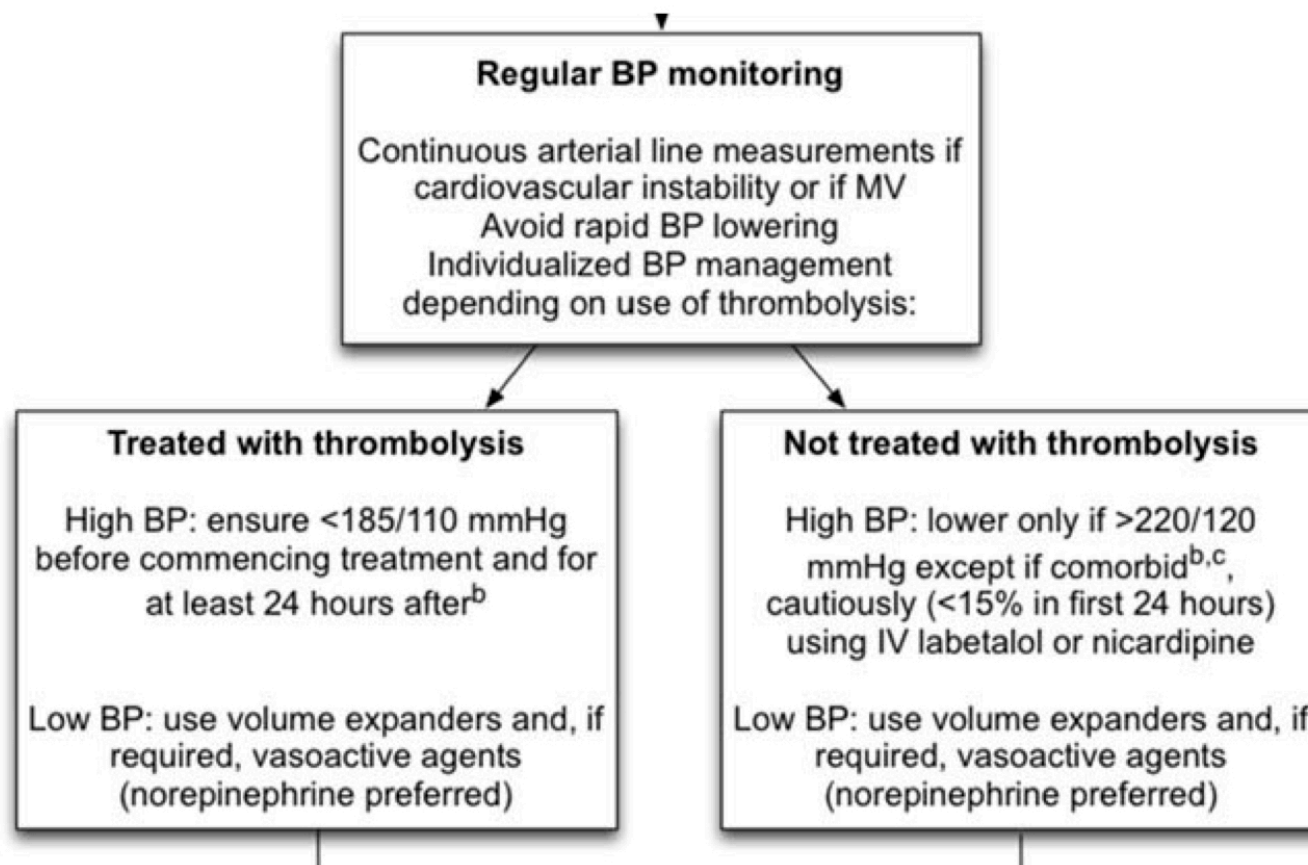 Regular BP monitoring
Continuous arterial line measurements if
cardiovascular instability or if MV
Avoid rapid BP lowering
Individualized BP management
depending on use of thrombolysis:
Treated with thrombolysis
High BP: ensure <185/110 mmHg
before commencing treatment and for
at least 24 hours after^b
Low BP: use volume expanders and, if
required, vasoactive agents
(norepinephrine preferred)
Not treated with thrombolysis
High BP: lower only if >220/120
mmHg except if comorbid^b,c,
cautiously (<15% in first 24 hours)
using IV labetalol or nicardipine
Low BP: use volume expanders and, if
required, vasoactive agents
(norepinephrine preferred)